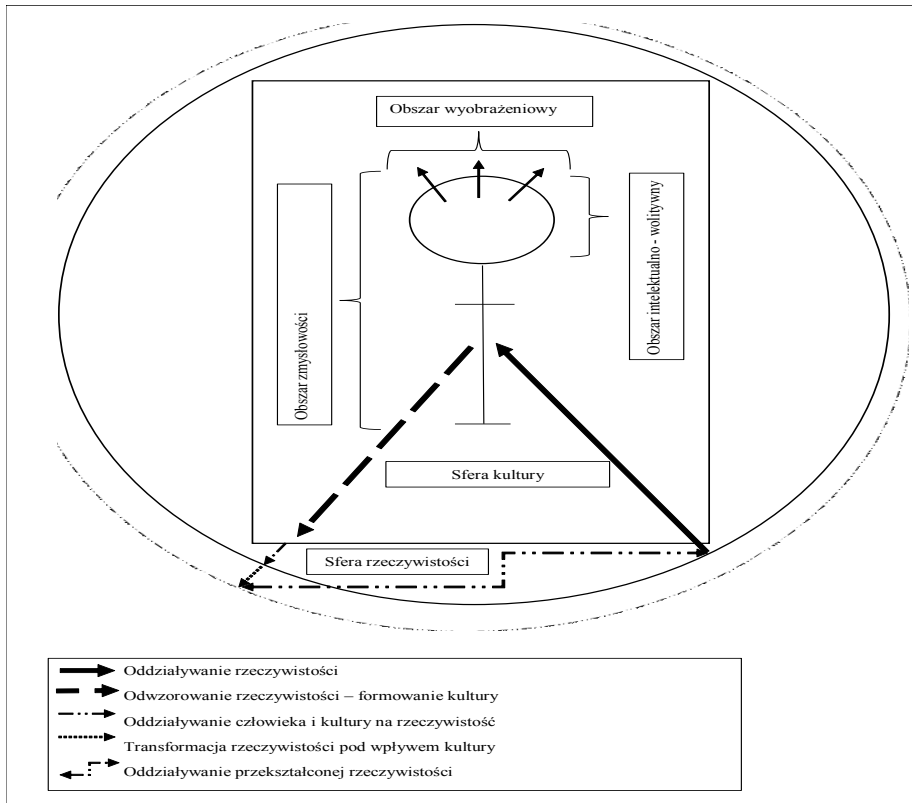 Obszar wyobrażeniowy
Obszar zmysłowości
Obszar intelektualno - wolitywny
Sfera kultury
Sfera rzeczywistości
Oddziaływanie rzeczywistości
Odwzorowanie rzeczywistości – formowanie kultury
Oddziaływanie człowieka i kultury na rzeczywistość
Transformacja rzeczywistości pod wpływem kultury
Oddziaływanie przekształconej rzeczywistości